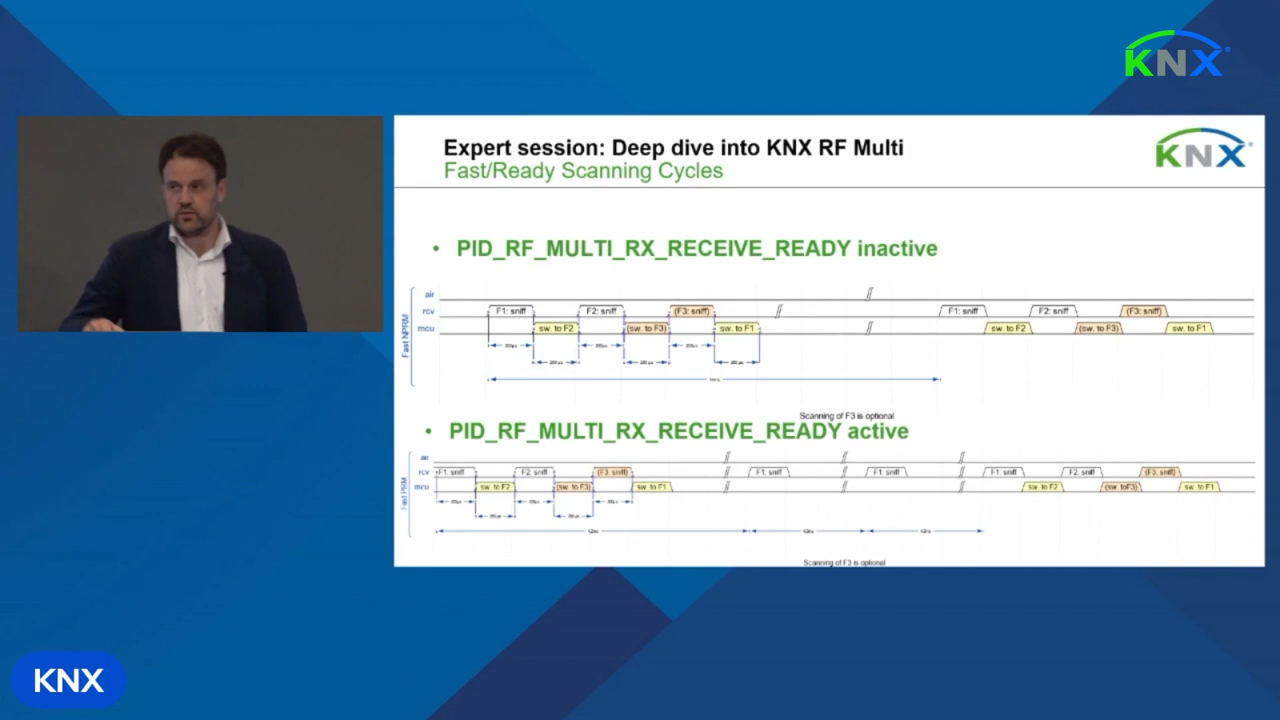 KNX
Expert session: Deep dive into KNX RF Multi
Fast/Ready Scanning Cycles
KNX
• PID_RF_MULTI_RX_RECEIVE_READY inactive
Fast NPRM
air
rcv F1: sniff F2: sniff (F3: sniff) F1: sniff F2: sniff (F3: sniff)
mcu sw. to F2 (sw. to F3) sw. to F1 sw. to F2 (sw. to F3) sw. to F1
Scanning of F3 is optional
• PID_RF_MULTI_RX_RECEIVE_READY active
Fast PRM
air
rcv F1: sniff F2: sniff (F3: sniff) F1: sniff F1: sniff F1: sniff F2: sniff (F3: sniff)
mcu sw. to F2 (sw. to F3) sw. to F1 sw. to F2 (sw. toF3) sw. to F1
Scanning of F3 is optional
KNX